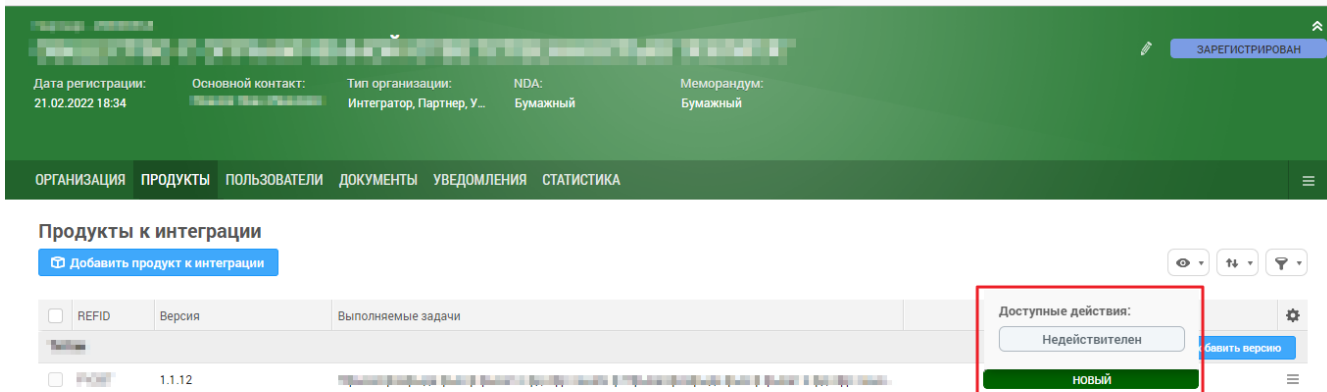 ЗАРЕГИСТРИРОВАН
Дата регистрации: Основной контакт: Тип организации: NDA: Меморандум:
21.02.2022 18:34 Интегратор, Партнер, У... Бумажный Бумажный
ОРГАНИЗАЦИЯ ПРОДУКТЫ ПОЛЬЗОВАТЕЛИ ДОКУМЕНТЫ УВЕДОМЛЕНИЯ СТАТИСТИКА
Продукты к интеграции
Добавить продукт к интеграции
REFID Версия Выполняемые задачи Доступные действия:
Недействителен
бавить версию
1.1.12 НОВЫЙ